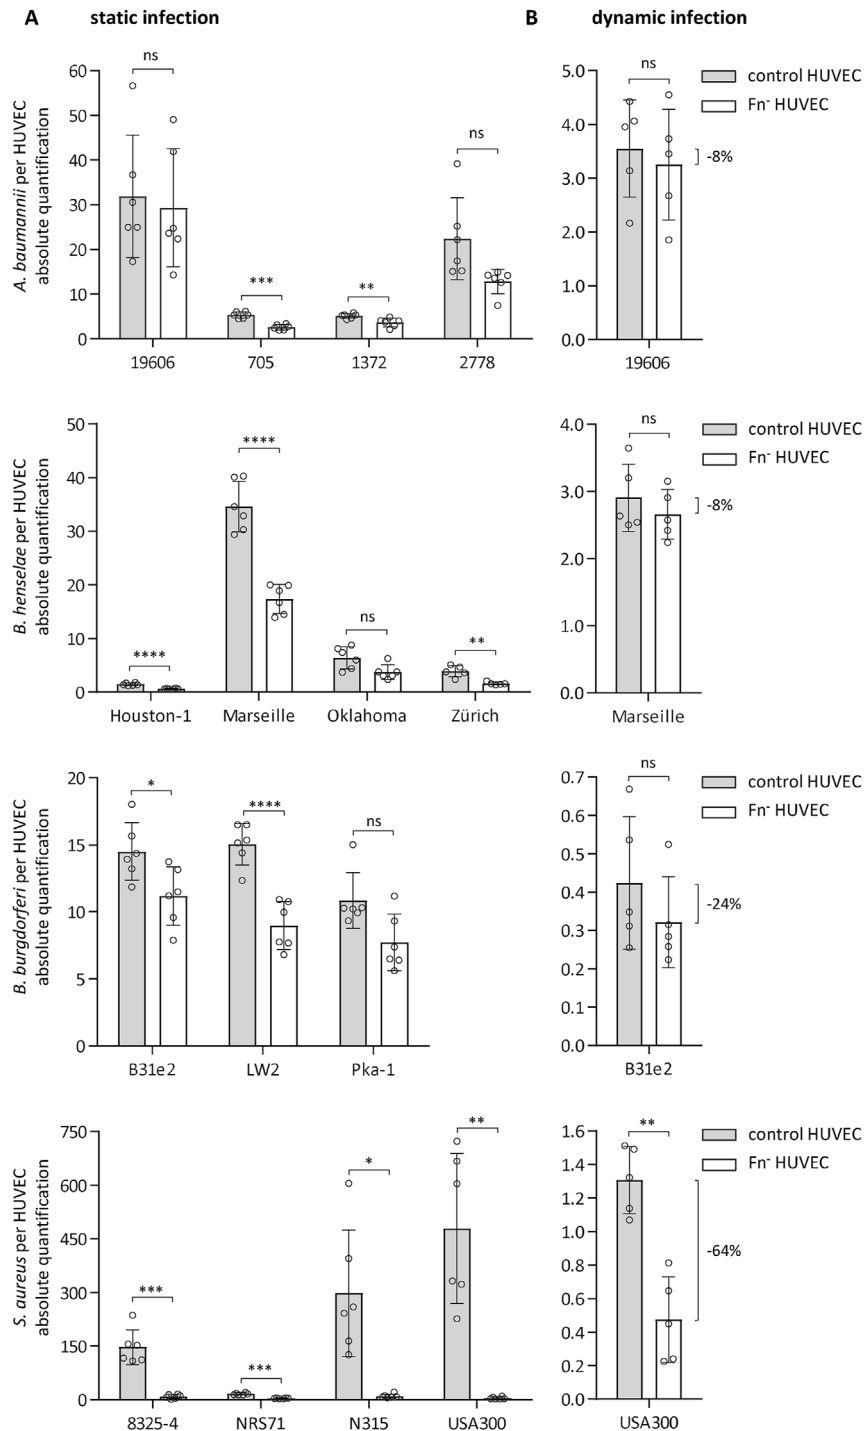 A static infection
B dynamic infection
A. baumannii per HUVEC
absolute quantification
60
50
40
30
20
10
0
ns
***
**
ns
19606 705 1372 2778
5.0
4.0
3.0
2.0
1.0
0.0
ns
control HUVEC
Fn- HUVEC
-8%
19606
B. henselae per HUVEC
absolute quantification
50
40
30
20
10
0
****
****
ns
**
Houston-1 Marseille Oklahoma Zürich
4.0
3.0
2.0
1.0
0.0
ns
control HUVEC
Fn- HUVEC
-8%
Marseille
B. burgdorferi per HUVEC
absolute quantification
20
15
10
5
0
*
****
ns
B31e2 LW2 Pka-1
0.7
0.6
0.5
0.4
0.3
0.2
0.1
0.0
ns
control HUVEC
Fn- HUVEC
-24%
B31e2
S. aureus per HUVEC
absolute quantification
750
600
450
300
150
0
***
***
*
**
8325-4 NRS71 N315 USA300
1.6
1.4
1.2
1.0
0.8
0.6
0.4
0.2
0.0
**
control HUVEC
Fn- HUVEC
-64%
USA300